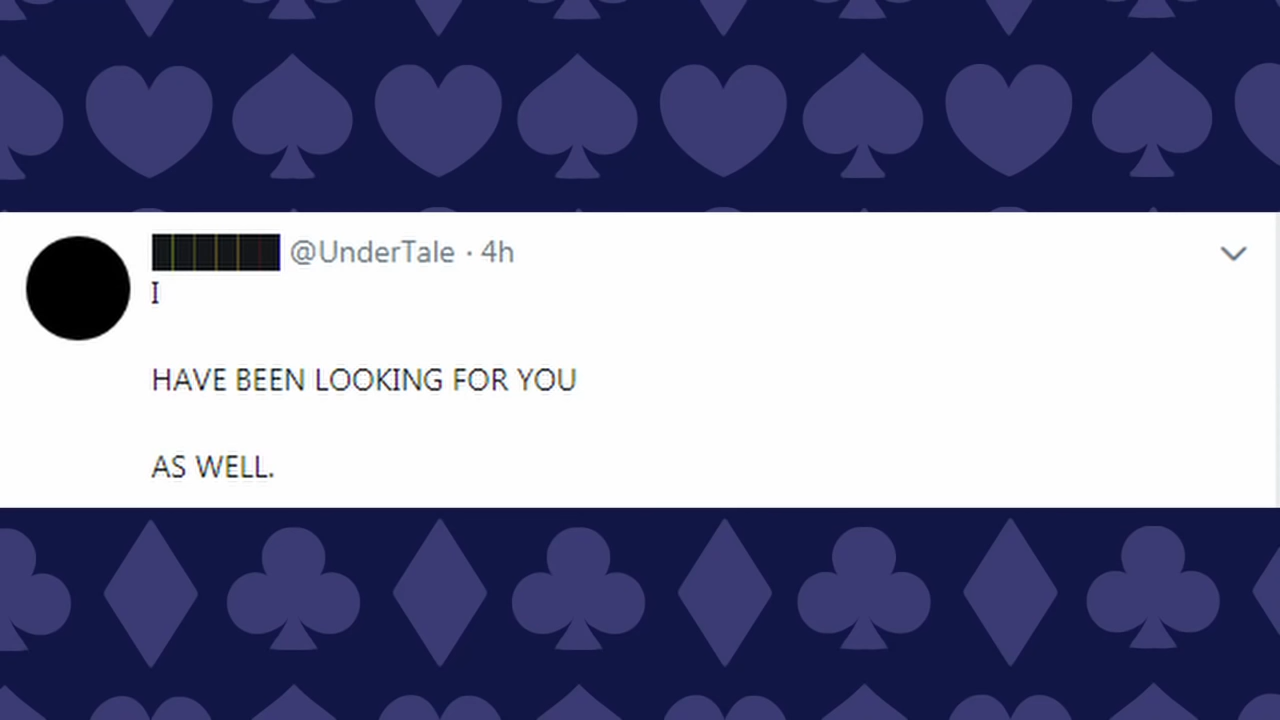 ██████ @UnderTale · 4h
I
HAVE BEEN LOOKING FOR YOU
AS WELL.